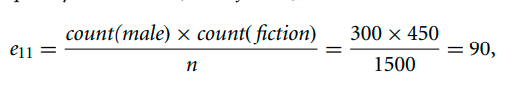 e₁₁ = count(male) × count(fiction) / n = 300 × 450 / 1500 = 90,